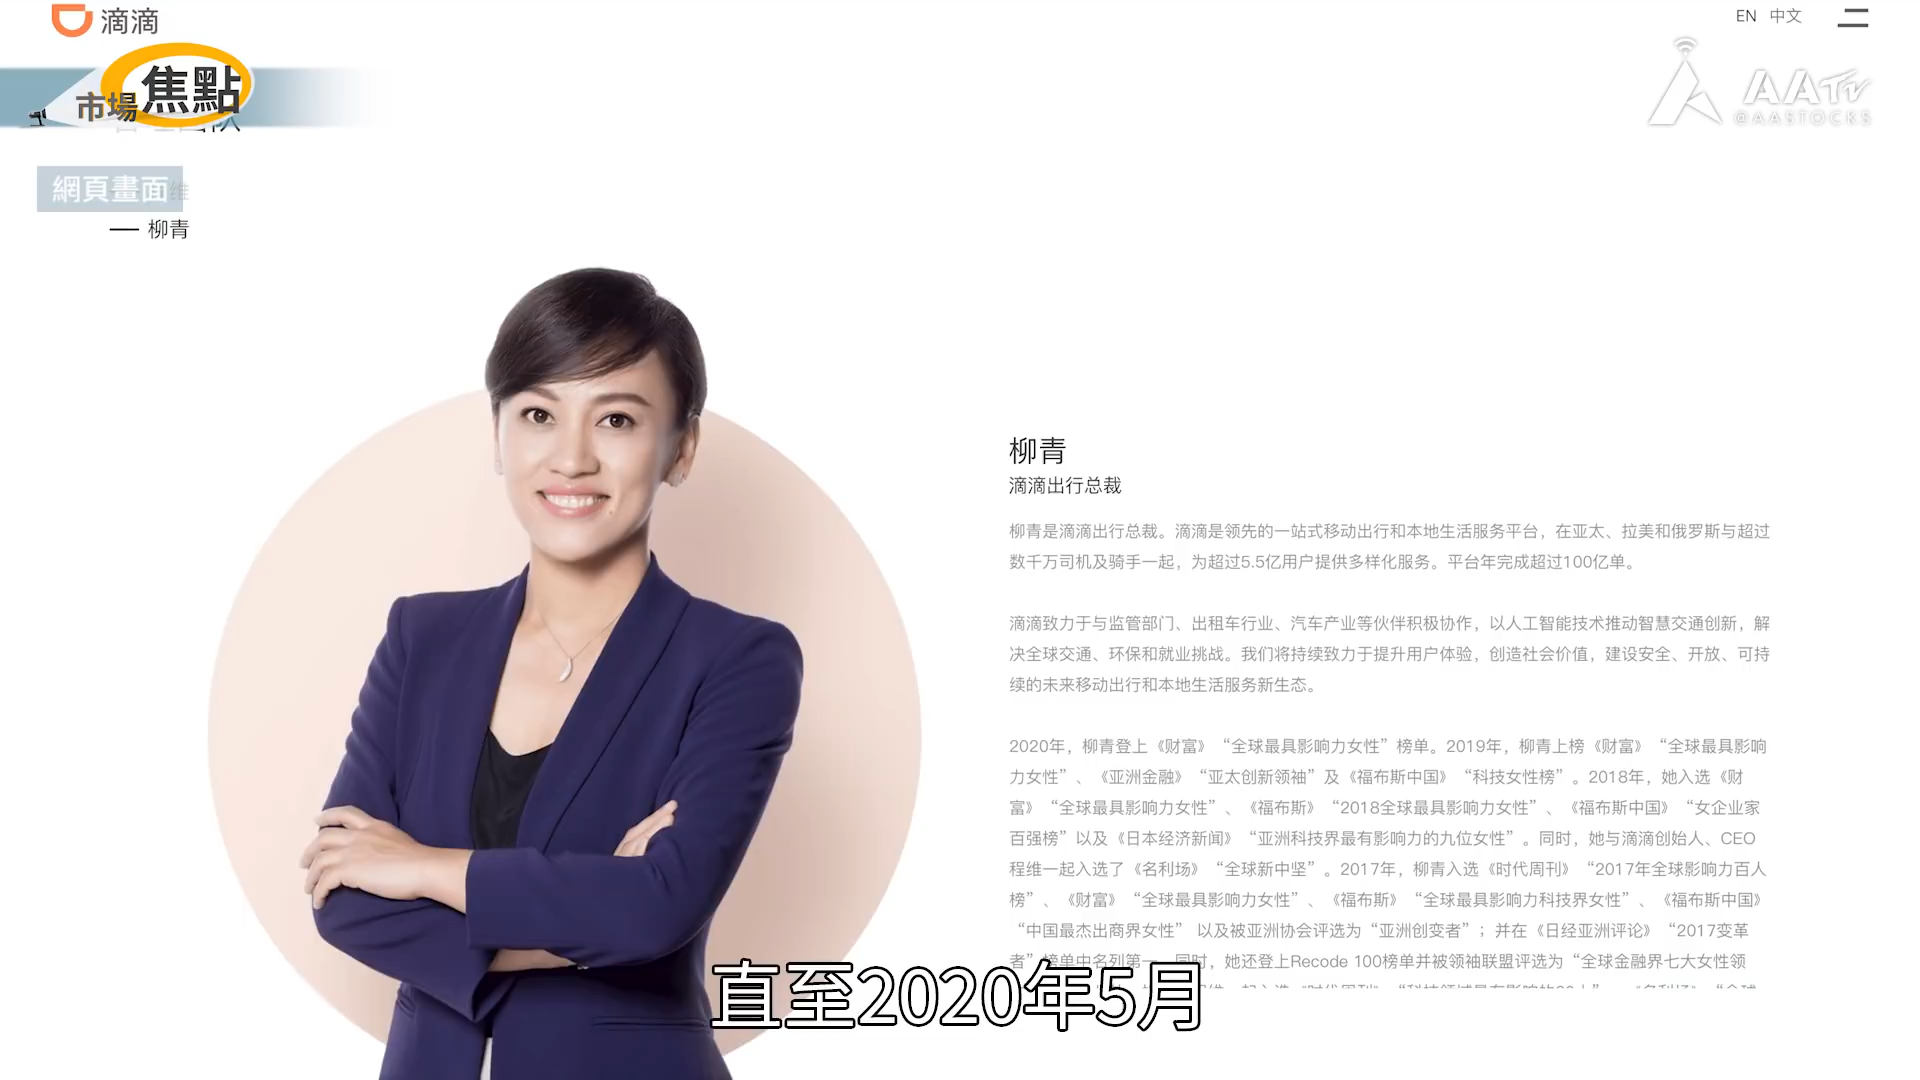 滴滴
EN 中文
市場焦點
AATV
@AASTOCKS
網頁畫面
维
柳青
柳青
滴滴出行总裁
柳青是滴滴出行总裁。滴滴是领先的一站式移动出行和本地生活服务平台，在亚太、拉美和俄罗斯与超过
数千万司机及骑手一起，为超过5.5亿用户提供多样化服务。平台年完成超过100亿单。
滴滴致力于与监管部门、出租车行业、汽车产业等伙伴积极协作，以人工智能技术推动智慧交通创新，解
决全球交通、环保和就业挑战。我们将持续致力于提升用户体验，创造社会价值，建设安全、开放、可持
续的未来移动出行和本地生活服务新生态。
2020年，柳青登上《财富》“全球最具影响力女性”榜单。2019年，柳青上榜《财富》“全球最具影响
力女性”、《亚洲金融》“亚太创新领袖”及《福布斯中国》“科技女性榜”。2018年，她入选《财
富》“全球最具影响力女性”、《福布斯》“2018全球最具影响力女性”、《福布斯中国》“女企业家
百强榜”以及《日本经济新闻》“亚洲科技界最有影响力的九位女性”。同时，她与滴滴创始人、CEO
程维一起入选了《名利场》“全球新中坚”。2017年，柳青入选《时代周刊》“2017年全球影响力百人
榜”、《财富》“全球最具影响力女性”、《福布斯》“全球最具影响力科技界女性”、《福布斯中国》
“中国最杰出商界女性” 以及被亚洲协会评选为“亚洲创变者”；并在《日经亚洲评论》“2017变革
者”榜单中名列第一。同时，她还登上Recode 100榜单并被领袖联盟评选为“全球金融界七大女性领
直至2020年5月